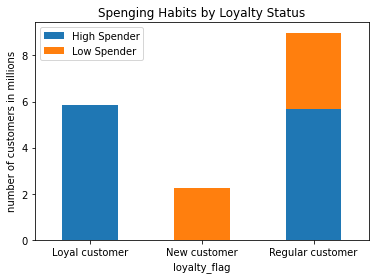 Spenging Habits by Loyalty Status
High Spender
Low Spender
number of customers in millions
8
6
4
2
0
Loyal customer
New customer
Regular customer
loyalty_flag